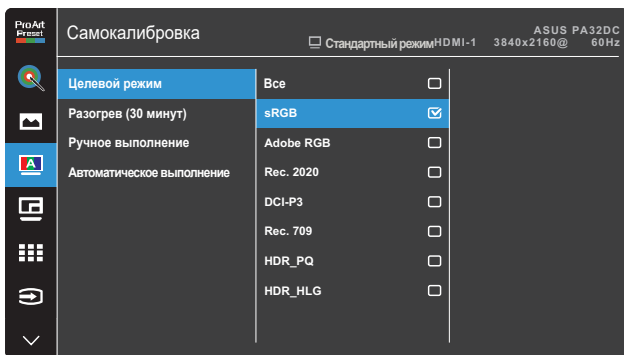 ProArt
Preset
Самокалибровка
Стандартный режим HDMI-1
ASUS PA32DC
3840x2160@ 60Hz
Целевой режим
Разогрев (30 минут)
Ручное выполнение
Автоматическое выполнение
Все
sRGB
Adobe RGB
Rec. 2020
DCI-P3
Rec. 709
HDR_PQ
HDR_HLG
A